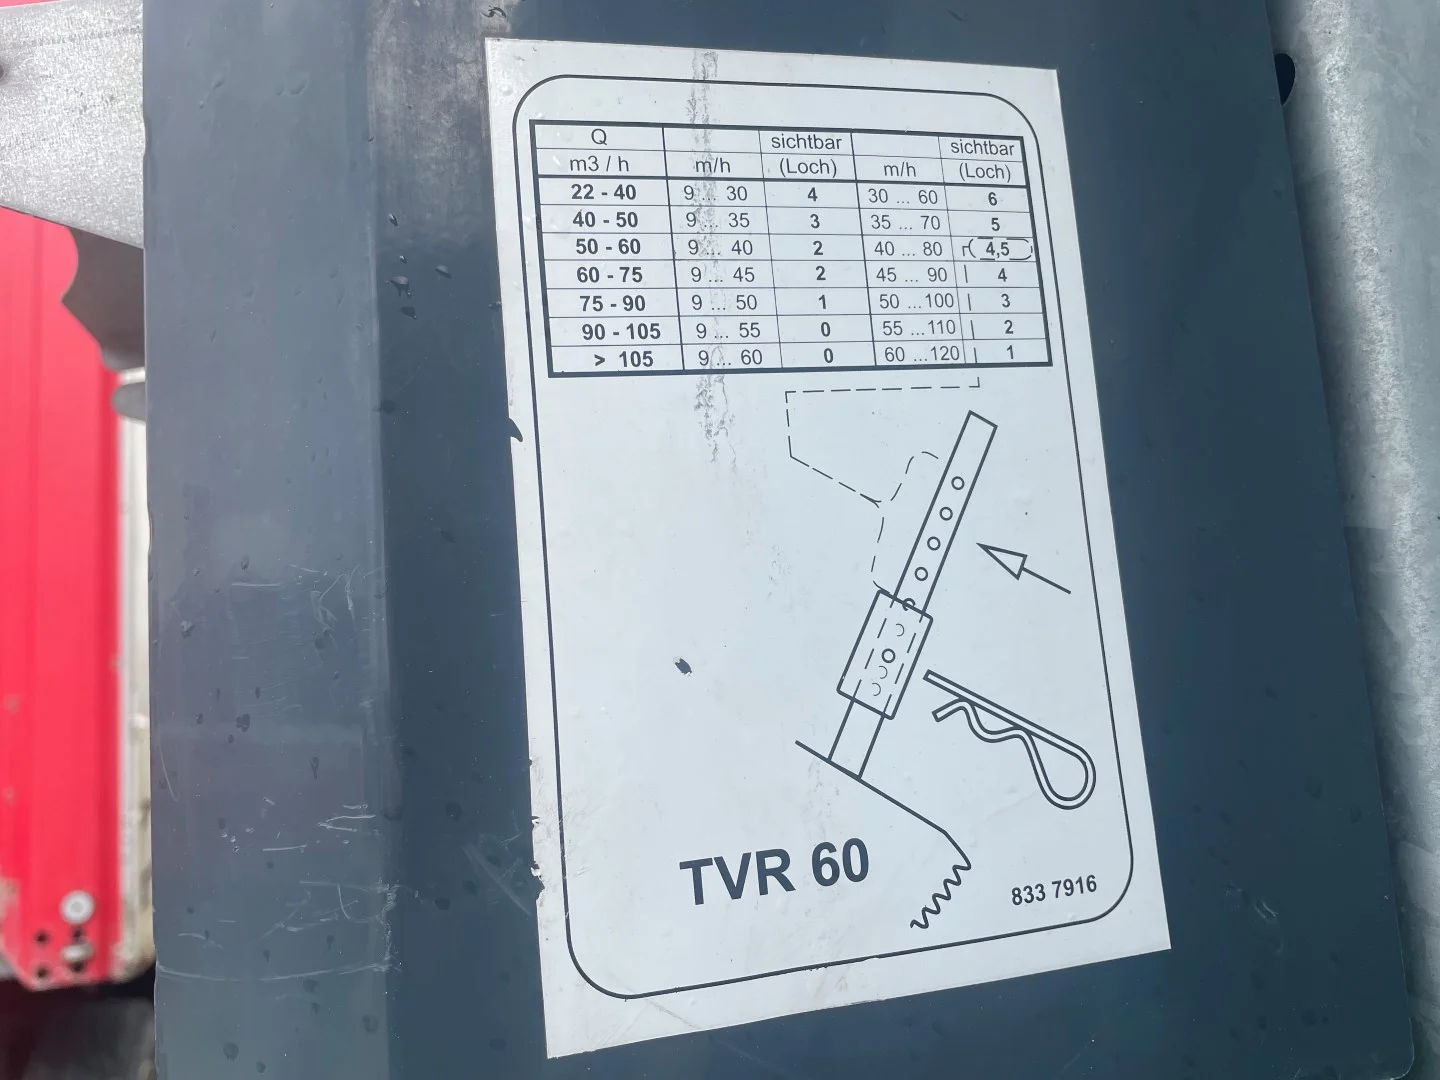 Q sichtbar sichtbar
m3 / h m/h (Loch) m/h (Loch)
22 - 40 9 ... 30 4 30 ... 60 6
40 - 50 9 ... 35 3 35 ... 70 5
50 - 60 9 ... 40 2 40 ... 80 4,5
60 - 75 9 ... 45 2 45 ... 90 4
75 - 90 9 ... 50 1 50 ... 100 3
90 - 105 9 ... 55 0 55 ... 110 2
> 105 9 ... 60 0 60 ... 120 1
TVR 60
833 7916